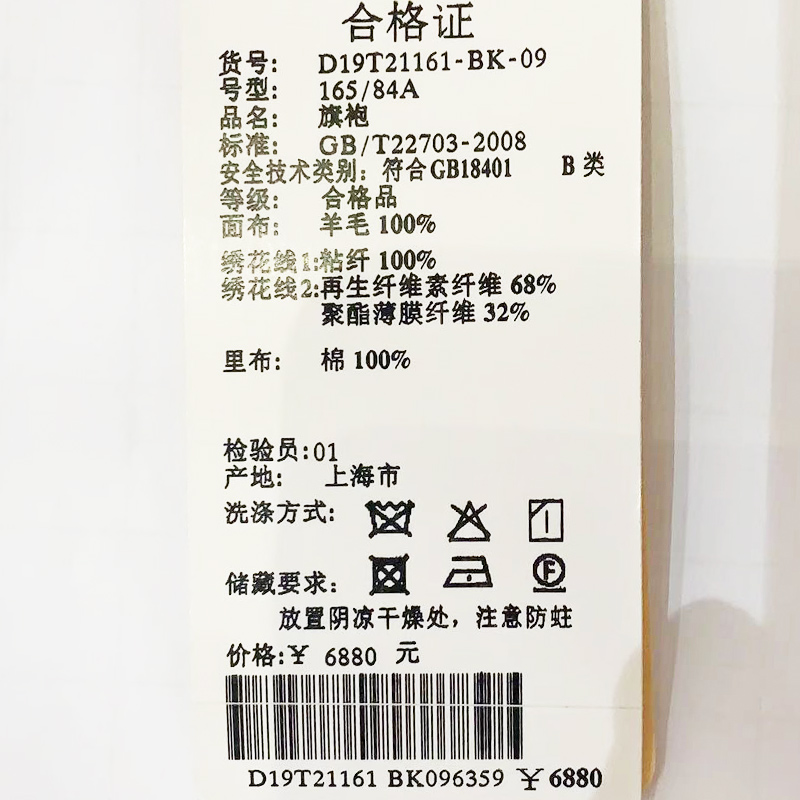 合格证
货号: D19T21161-BK-09
号型: 165/84A
品名: 旗袍
标准: GB/T22703-2008
安全技术类别: 符合GB18401 B 类
等级: 合格品
面布: 羊毛 100%
绣花线1:粘纤 100%
绣花线2:再生纤维素纤维 68%
聚酯薄膜纤维 32%
里布: 棉 100%
检验员:01
产地: 上海市
洗涤方式:
储藏要求: F
放置阴凉干燥处，注意防蛀
价格:¥ 6880 元
D19T21161 BK096359 ¥6880